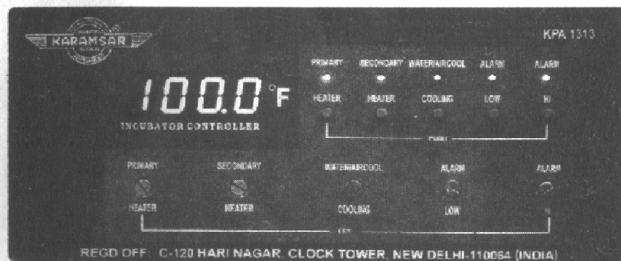 KARAMSAR
KPA 1313
PRIMARY SECONDARY WATER/AIRCOOL ALARM ALARM
HEATER HEATER COOLING LOW HI
100.0°F
INCUBATOR CONTROLLER
PRIMARY SECONDARY WATER/AIRCOOL ALARM ALARM
HEATER HEATER COOLING LOW
REGD OFF: C-120 HARI NAGAR, CLOCK TOWER, NEW DELHI-110064 (INDIA)